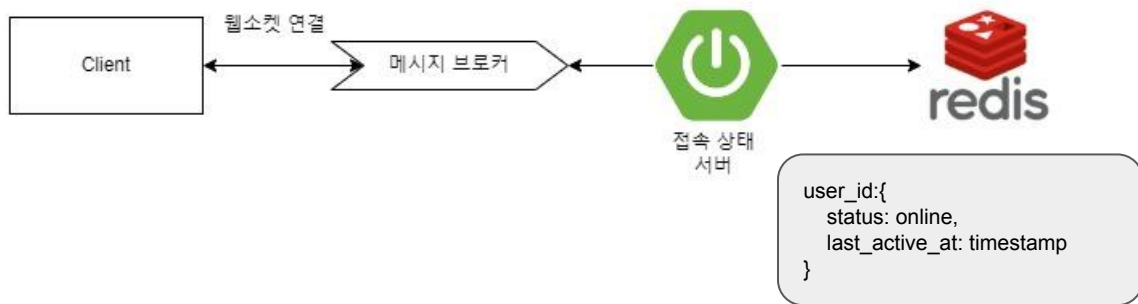 웹소켓 연결
Client
메시지 브로커
redis
접속 상태
서버
user_id:{
status: online,
last_active_at: timestamp
}